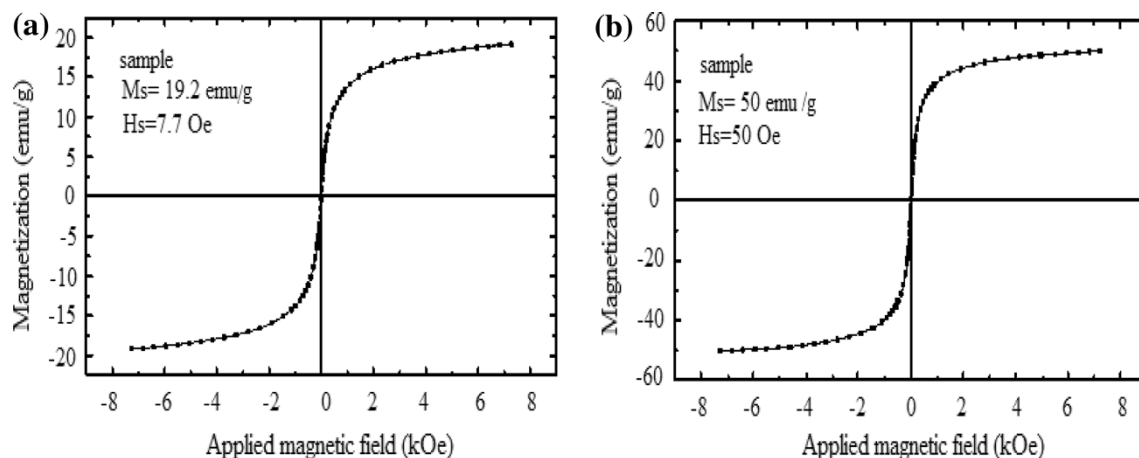 (a)
Magnetization (emu/g)
20
15
10
5
0
-5
-10
-15
-20
sample
Ms= 19.2 emu/g
Hs=7.7 Oe
-8 -6 -4 -2 0 2 4 6 8
Applied magnetic field (kOe)
(b)
Magnetization (emu/g)
60
40
20
0
-20
-40
-60
sample
Ms= 50 emu /g
Hs=50 Oe
-8 -6 -4 -2 0 2 4 6 8
Applied magnetic field (kOe)